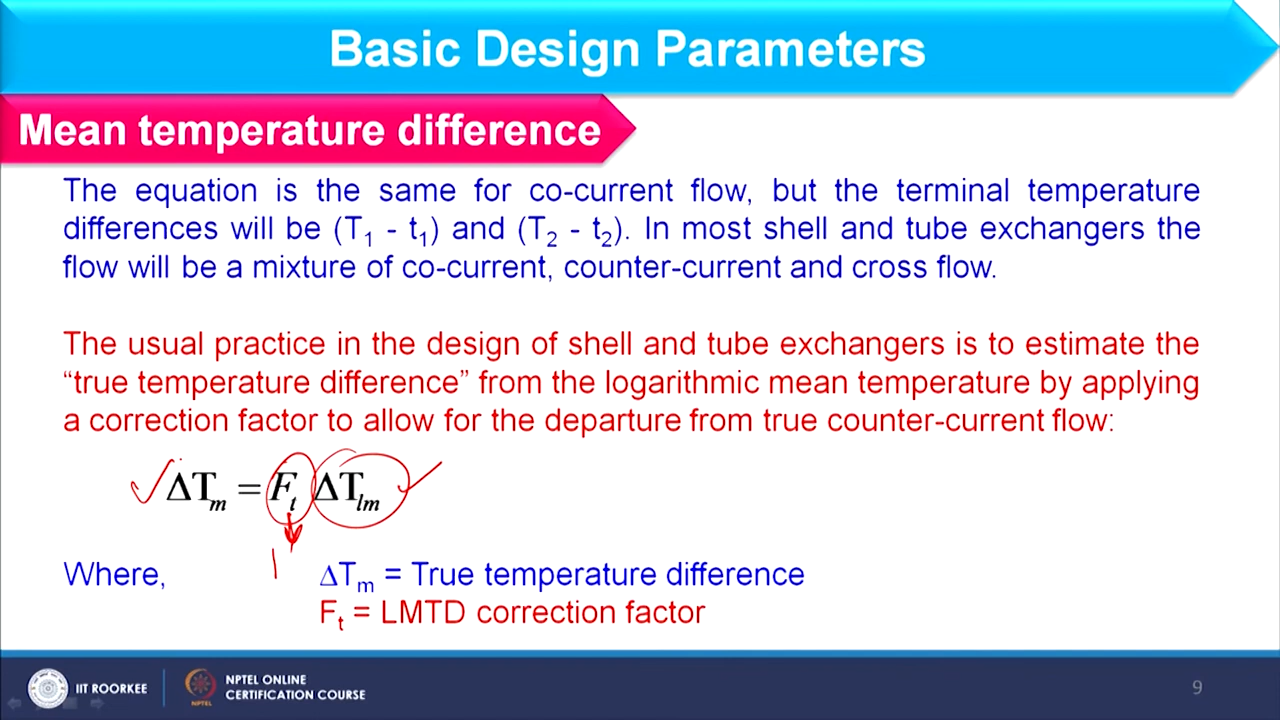 Basic Design Parameters
Mean temperature difference
The equation is the same for co-current flow, but the terminal temperature
differences will be (T₁ - t₁) and (T₂ - t₂). In most shell and tube exchangers the
flow will be a mixture of co-current, counter-current and cross flow.
The usual practice in the design of shell and tube exchangers is to estimate the
“true temperature difference” from the logarithmic mean temperature by applying
a correction factor to allow for the departure from true counter-current flow:
ΔTₘ = Fₜ ΔTₗₘ
1
Where, ΔTₘ = True temperature difference
Fₜ = LMTD correction factor
IIT ROORKEE
NPTEL
NPTEL ONLINE
CERTIFICATION COURSE
9